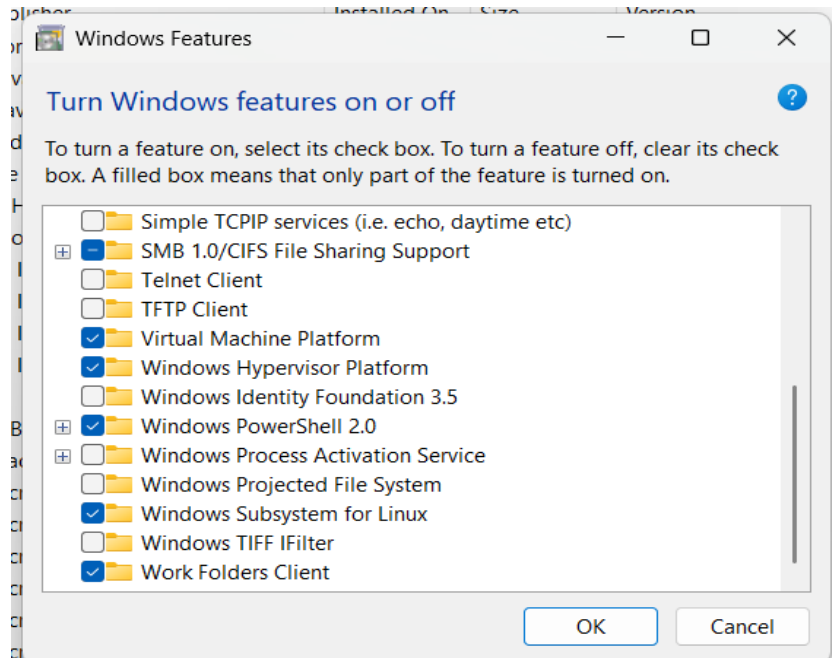 Installed On
Size
Version
Windows Features
Turn Windows features on or off
?
To turn a feature on, select its check box. To turn a feature off, clear its check
box. A filled box means that only part of the feature is turned on.
Simple TCPIP services (i.e. echo, daytime etc)
SMB 1.0/CIFS File Sharing Support
Telnet Client
TFTP Client
Virtual Machine Platform
Windows Hypervisor Platform
Windows Identity Foundation 3.5
Windows PowerShell 2.0
Windows Process Activation Service
Windows Projected File System
Windows Subsystem for Linux
Windows TIFF IFilter
Work Folders Client
OK
Cancel